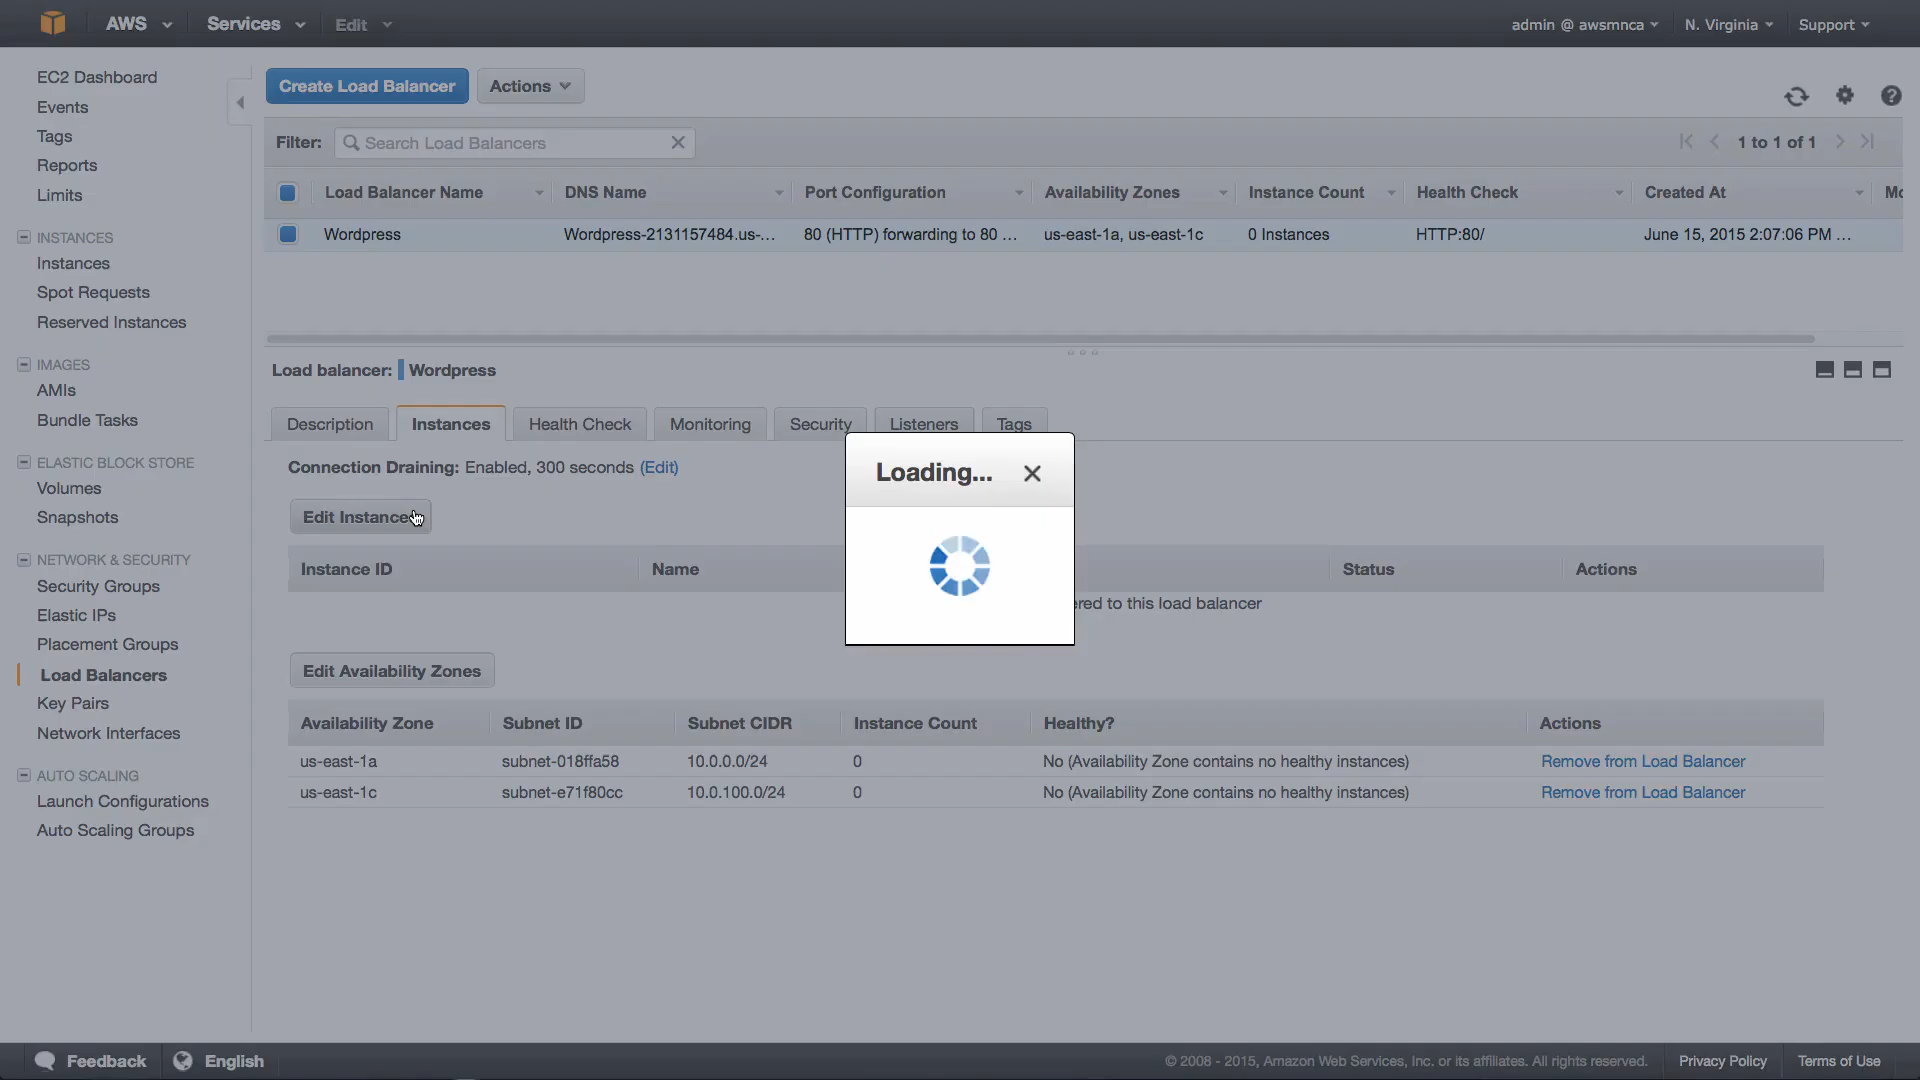 AWS Services Edit admin @ awsmnca N. Virginia Support
EC2 Dashboard
Events
Tags
Reports
Limits
INSTANCES
Instances
Spot Requests
Reserved Instances
IMAGES
AMIs
Bundle Tasks
ELASTIC BLOCK STORE
Volumes
Snapshots
NETWORK & SECURITY
Security Groups
Elastic IPs
Placement Groups
Load Balancers
Key Pairs
Network Interfaces
AUTO SCALING
Launch Configurations
Auto Scaling Groups
Create Load Balancer Actions
Filter: Search Load Balancers 1 to 1 of 1
Load Balancer Name DNS Name Port Configuration Availability Zones Instance Count Health Check Created At Mo
Wordpress Wordpress-2131157484.us-... 80 (HTTP) forwarding to 80 ... us-east-1a, us-east-1c 0 Instances HTTP:80/ June 15, 2015 2:07:06 PM ...
Load balancer: Wordpress
Description Instances Health Check Monitoring Security Listeners Tags
Connection Draining: Enabled, 300 seconds (Edit)
Loading...
Edit Instance
Instance ID Name Status Actions
ered to this load balancer
Edit Availability Zones
Availability Zone Subnet ID Subnet CIDR Instance Count Healthy? Actions
us-east-1a subnet-018ffa58 10.0.0.0/24 0 No (Availability Zone contains no healthy instances) Remove from Load Balancer
us-east-1c subnet-e71f80cc 10.0.100.0/24 0 No (Availability Zone contains no healthy instances) Remove from Load Balancer
Feedback English © 2008 - 2015, Amazon Web Services, Inc. or its affiliates. All rights reserved. Privacy Policy Terms of Use